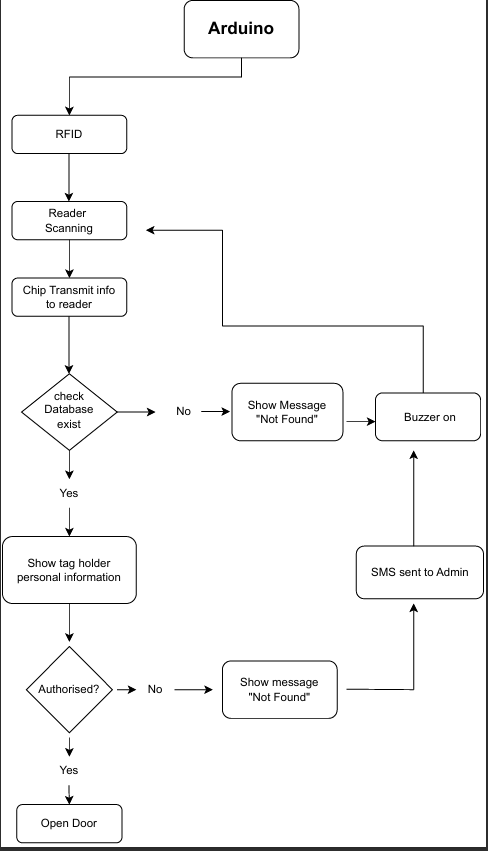 Arduino
RFID
Reader
Scanning
Chip Transmit info
to reader
check
Database
exist
No
Show Message
"Not Found"
Buzzer on
Yes
Show tag holder
personal information
SMS sent to Admin
Authorised?
No
Show message
"Not Found"
Yes
Open Door